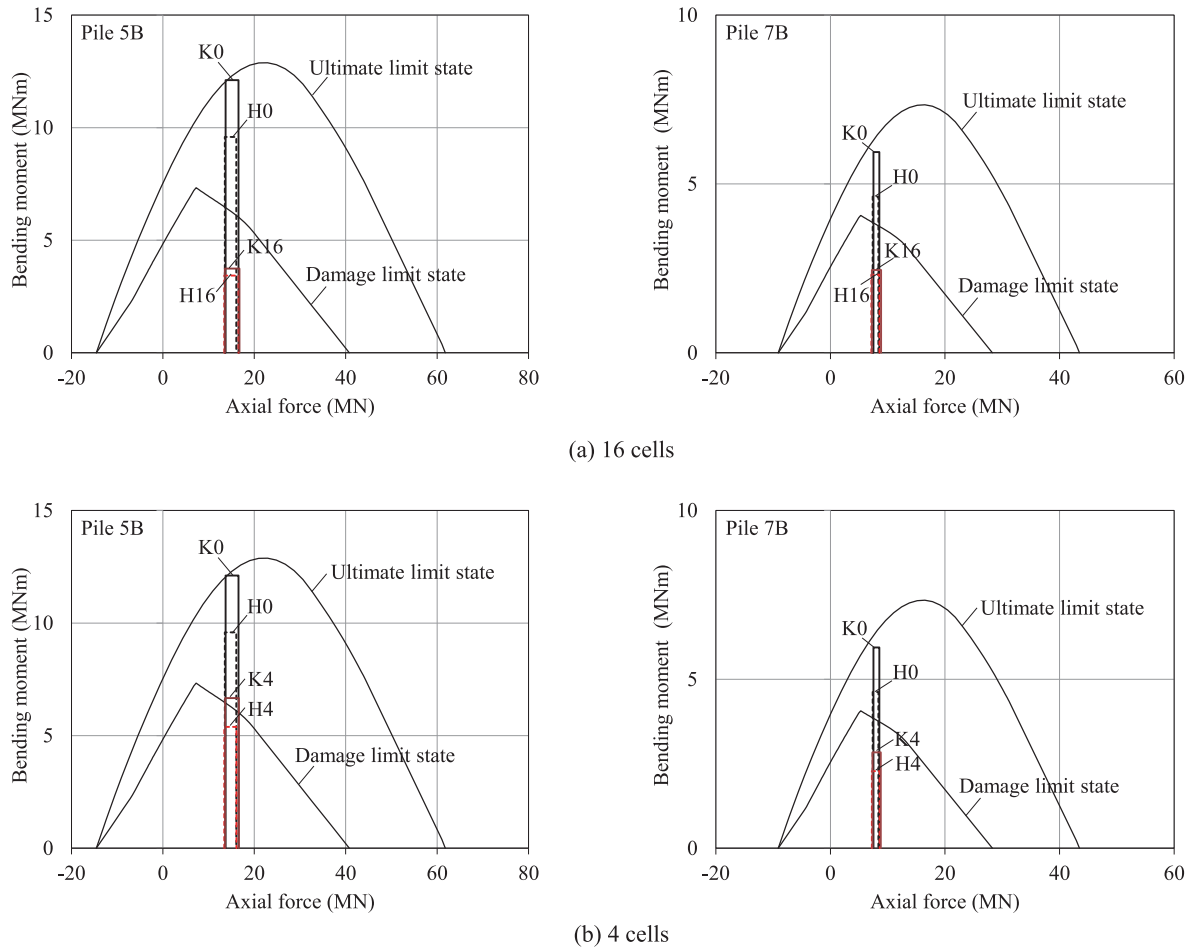 Pile 5B
K0
H0
K16
H16
Ultimate limit state
Damage limit state
Bending moment (MNm)
15
10
5
0
-20 0 20 40 60 80
Axial force (MN)
Pile 7B
K0
H0
K16
H16
Ultimate limit state
Damage limit state
Bending moment (MNm)
10
5
0
-20 0 20 40 60
Axial force (MN)
(a) 16 cells
Pile 5B
K0
H0
K4
H4
Ultimate limit state
Damage limit state
Bending moment (MNm)
15
10
5
0
-20 0 20 40 60 80
Axial force (MN)
Pile 7B
K0
H0
K4
H4
Ultimate limit state
Damage limit state
Bending moment (MNm)
10
5
0
-20 0 20 40 60
Axial force (MN)
(b) 4 cells